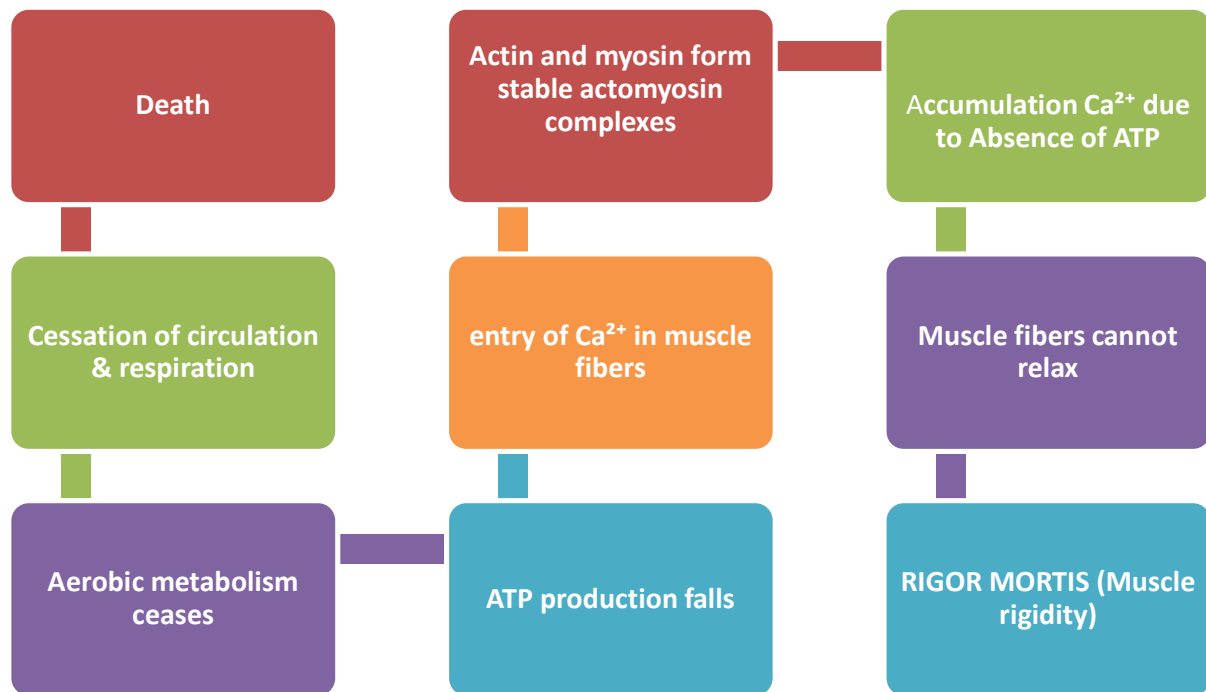 Death
Cessation of circulation
& respiration
Aerobic metabolism
ceases
ATP production falls
entry of Ca²⁺ in muscle
fibers
Actin and myosin form
stable actomyosin
complexes
Accumulation Ca²⁺ due
to Absence of ATP
Muscle fibers cannot
relax
RIGOR MORTIS (Muscle
rigidity)